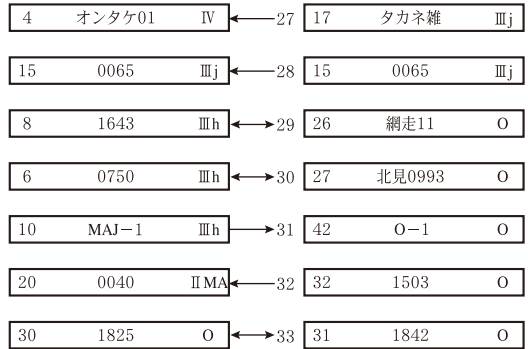 4 オンタケ01 Ⅳ ← 27 17 タカネ雑 Ⅲj
15 0065 Ⅲj ← 28 15 0065 Ⅲj
8 1643 Ⅲh ↔ 29 26 網走11 O
6 0750 Ⅲh ↔ 30 27 北見0993 O
10 MAJ−1 Ⅲh → 31 42 O−1 O
20 0040 ⅡMA ← 32 32 1503 O
30 1825 O ↔ 33 31 1842 O